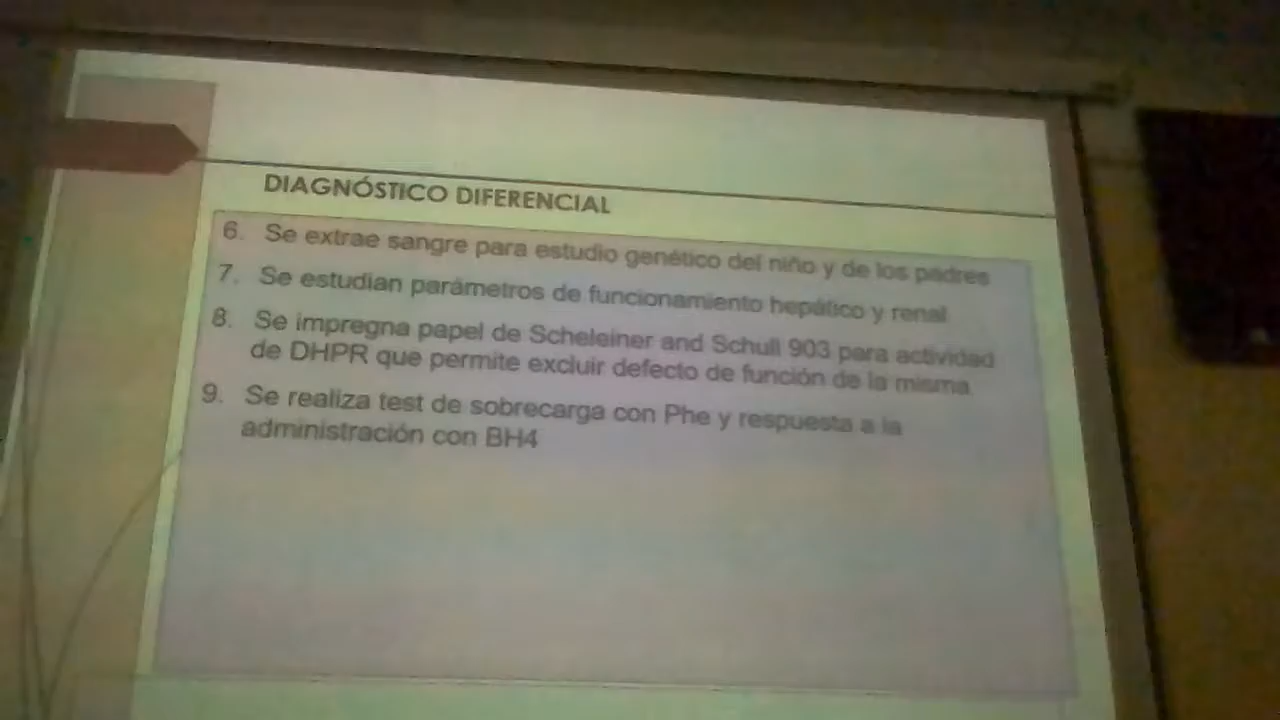 DIAGNÓSTICO DIFERENCIAL
6. Se extrae sangre para estudio genético del niño y de los padres
7. Se estudian parámetros de funcionamiento hepático y renal
8. Se impregna papel de Scheleiner and Schull 903 para actividad
de DHPR que permite excluir defecto de función de la misma
9. Se realiza test de sobrecarga con Phe y respuesta a la
administración con BH4